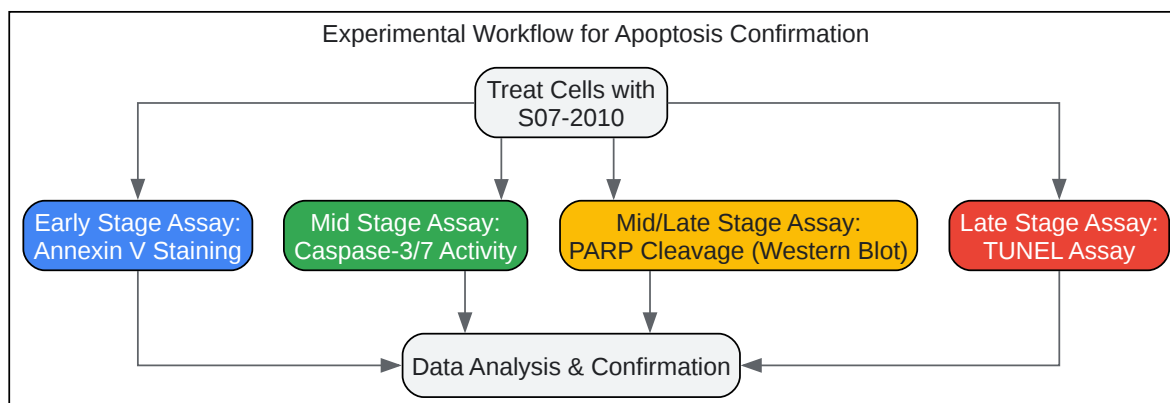 Experimental Workflow for Apoptosis Confirmation
Treat Cells with
S07-2010
Early Stage Assay:
Annexin V Staining
Mid Stage Assay:
Caspase-3/7 Activity
Mid/Late Stage Assay:
PARP Cleavage (Western Blot)
Late Stage Assay:
TUNEL Assay
Data Analysis & Confirmation